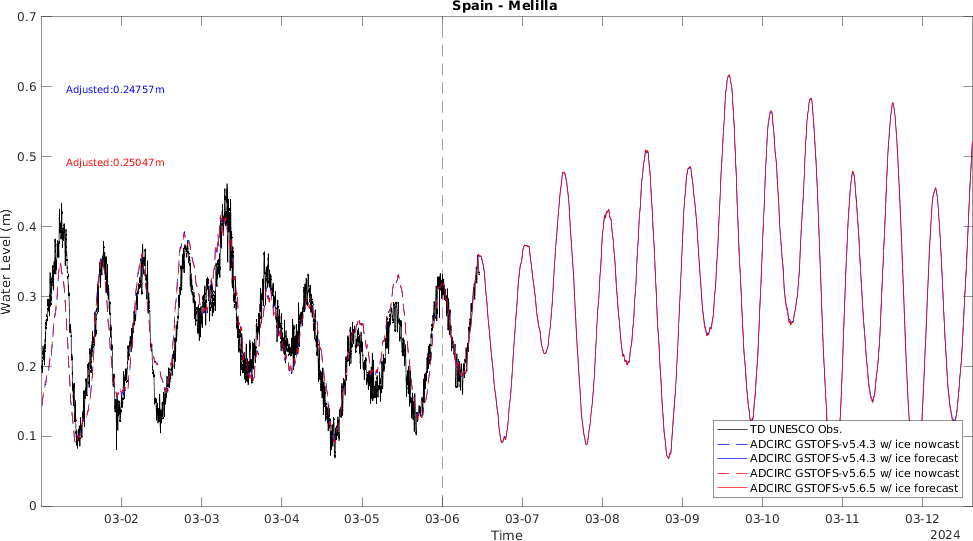 Spain - Melilla
0.7
0.6
0.5
0.4
0.3
0.2
0.1
0
Water Level (m)
Adjusted:0.24757m
Adjusted:0.25047m
TD UNESCO Obs.
ADCIRC GSTOFS-v5.4.3 w/ ice nowcast
ADCIRC GSTOFS-v5.4.3 w/ ice forecast
ADCIRC GSTOFS-v5.6.5 w/ ice nowcast
ADCIRC GSTOFS-v5.6.5 w/ ice forecast
03-02 03-03 03-04 03-05 03-06 03-07 03-08 03-09 03-10 03-11 03-12
Time
2024